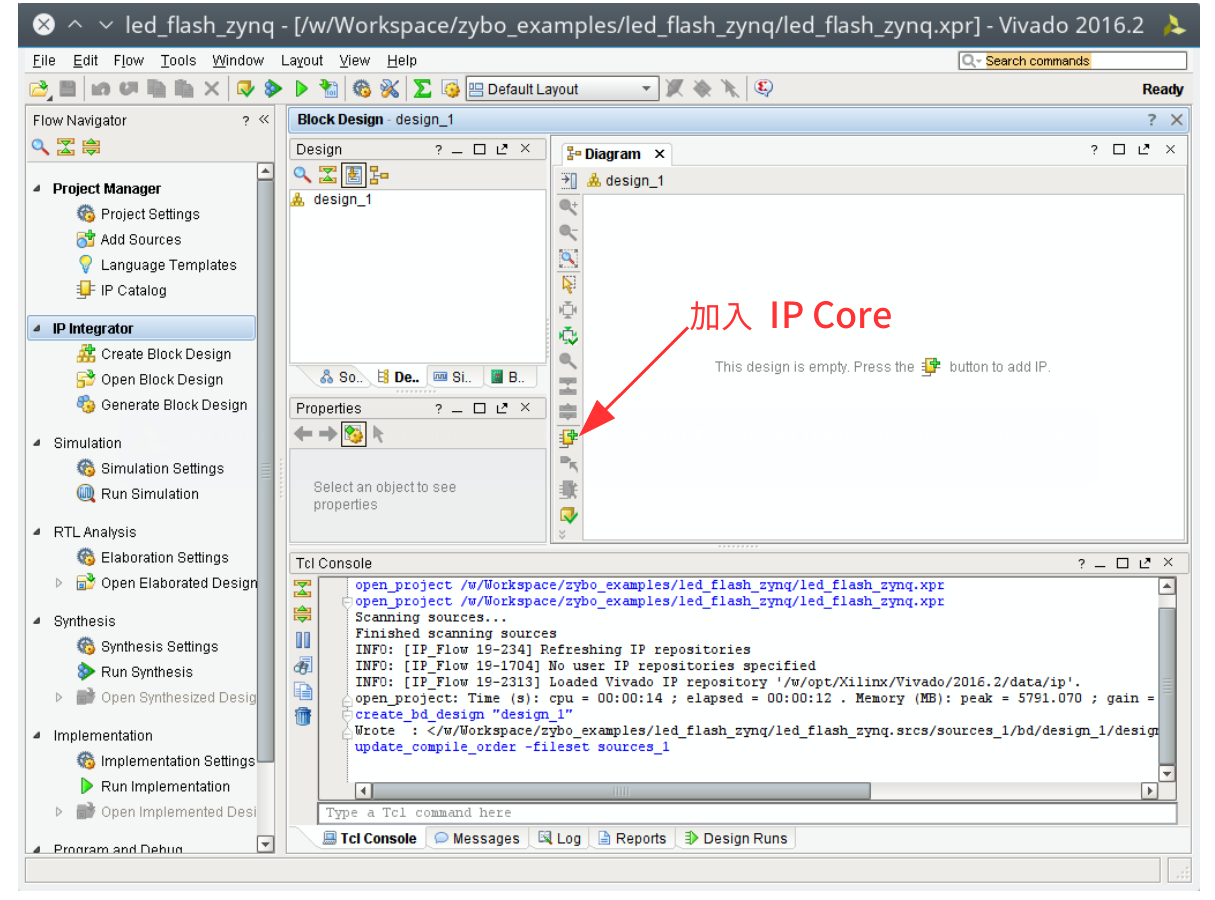 led_flash_zynq - [/w/Workspace/zybo_examples/led_flash_zynq/led_flash_zynq.xpr] - Vivado 2016.2
File Edit Flow Tools Window Layout View Help
Search commands
Default Layout
Ready
Flow Navigator
Project Manager
Project Settings
Add Sources
Language Templates
IP Catalog
IP Integrator
Create Block Design
Open Block Design
Generate Block Design
Simulation
Simulation Settings
Run Simulation
RTL Analysis
Elaboration Settings
Open Elaborated Design
Synthesis
Synthesis Settings
Run Synthesis
Open Synthesized Desig
Implementation
Implementation Settings
Run Implementation
Open Implemented Desi
Program and Debug
Block Design - design_1
Design
design_1
So.. De.. Si.. B..
Properties
Select an object to see
properties
Diagram
design_1
加入 IP Core
This design is empty. Press the button to add IP.
Tcl Console
open_project /w/Workspace/zybo_examples/led_flash_zynq/led_flash_zynq.xpr
open_project /w/Workspace/zybo_examples/led_flash_zynq/led_flash_zynq.xpr
Scanning sources...
Finished scanning sources
INFO: [IP_Flow 19-234] Refreshing IP repositories
INFO: [IP_Flow 19-1704] No user IP repositories specified
INFO: [IP_Flow 19-2313] Loaded Vivado IP repository '/w/opt/Xilinx/Vivado/2016.2/data/ip'.
open_project: Time (s): cpu = 00:00:14 ; elapsed = 00:00:12 . Memory (MB): peak = 5791.070 ; gain =
create_bd_design "design_1"
Wrote : </w/Workspace/zybo_examples/led_flash_zynq/led_flash_zynq.srcs/sources_1/bd/design_1/design
update_compile_order -fileset sources_1
Type a Tcl command here
Tcl Console Messages Log Reports Design Runs